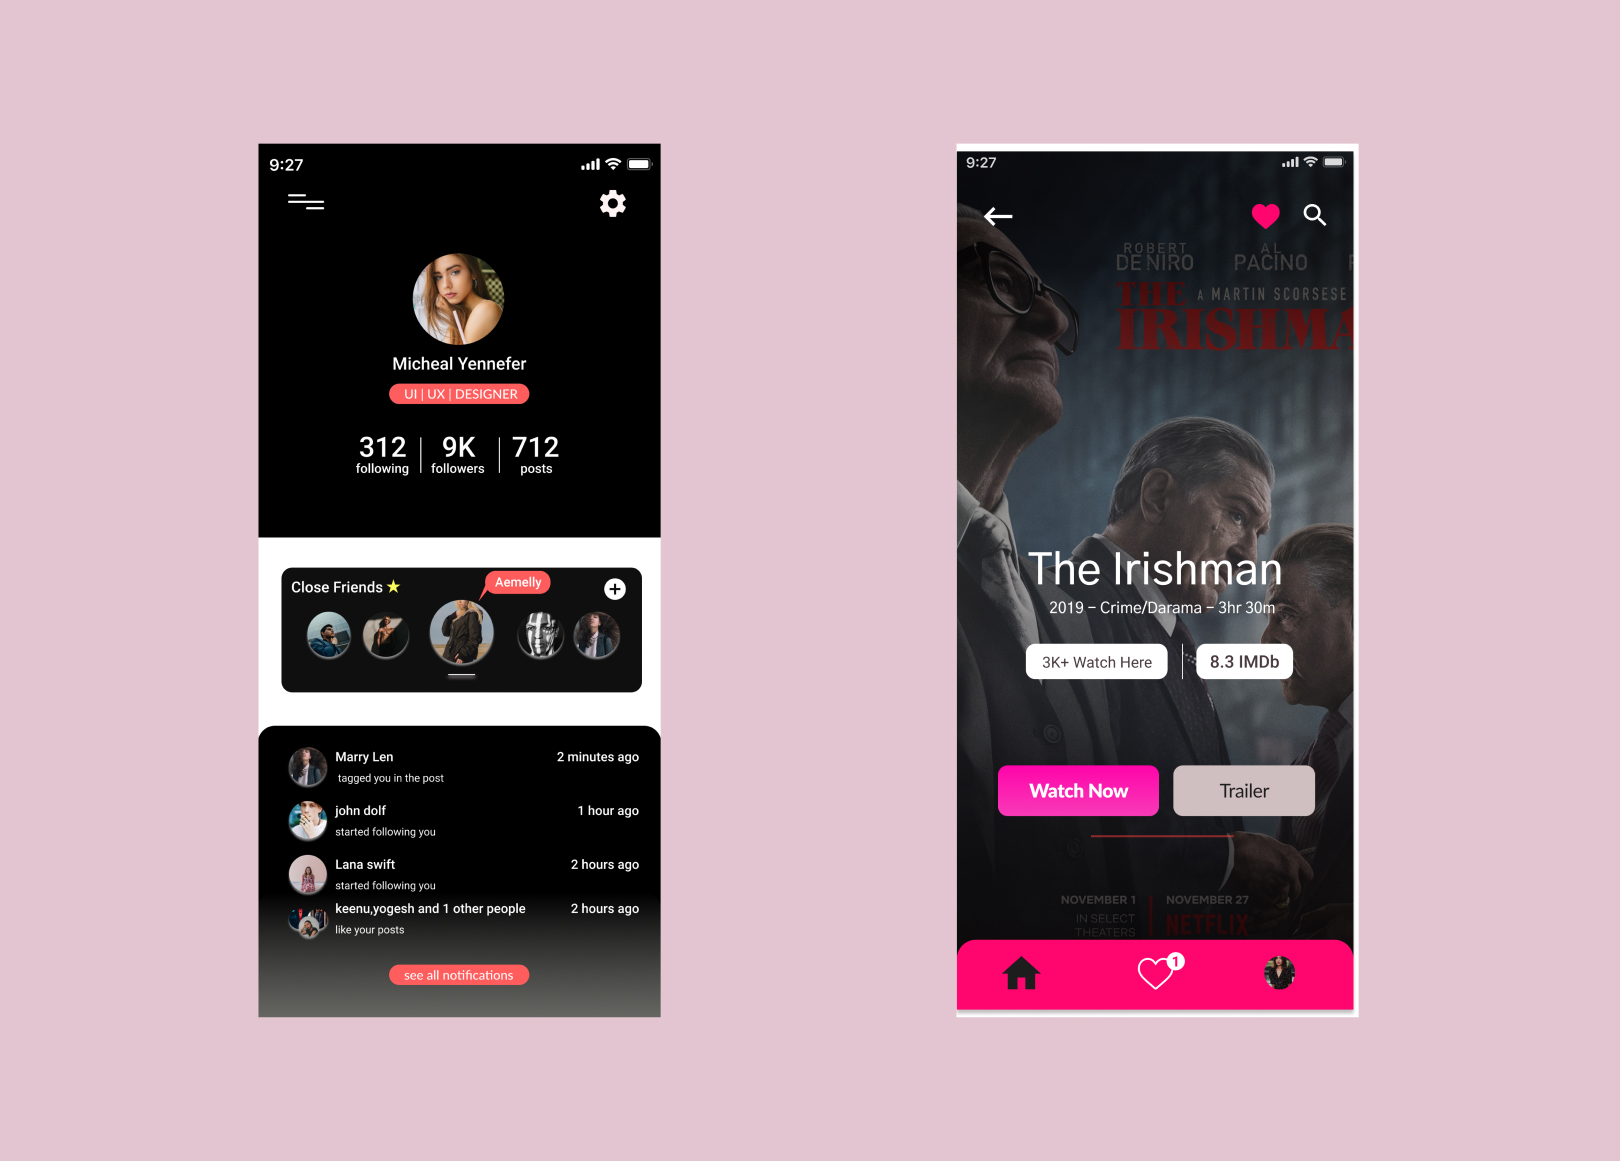 9:27
Micheal Yennefer
UI | UX | DESIGNER
312 9K 712
following followers posts
Close Friends
Aemelly
Marry Len 2 minutes ago
tagged you in the post
john dolf 1 hour ago
started following you
Lana swift 2 hours ago
started following you
keenu,yogesh and 1 other people 2 hours ago
like your posts
see all notifications
9:27
ROBERT AL
DE NIRO PACINO
THE A MARTIN SCORSESE
IRISHMA
The Irishman
2019 – Crime/Darama – 3hr 30m
3K+ Watch Here 8.3 IMDb
Watch Now Trailer
NOVEMBER 1 NOVEMBER 27
IN SELECT NETFLIX
THEATERS
1